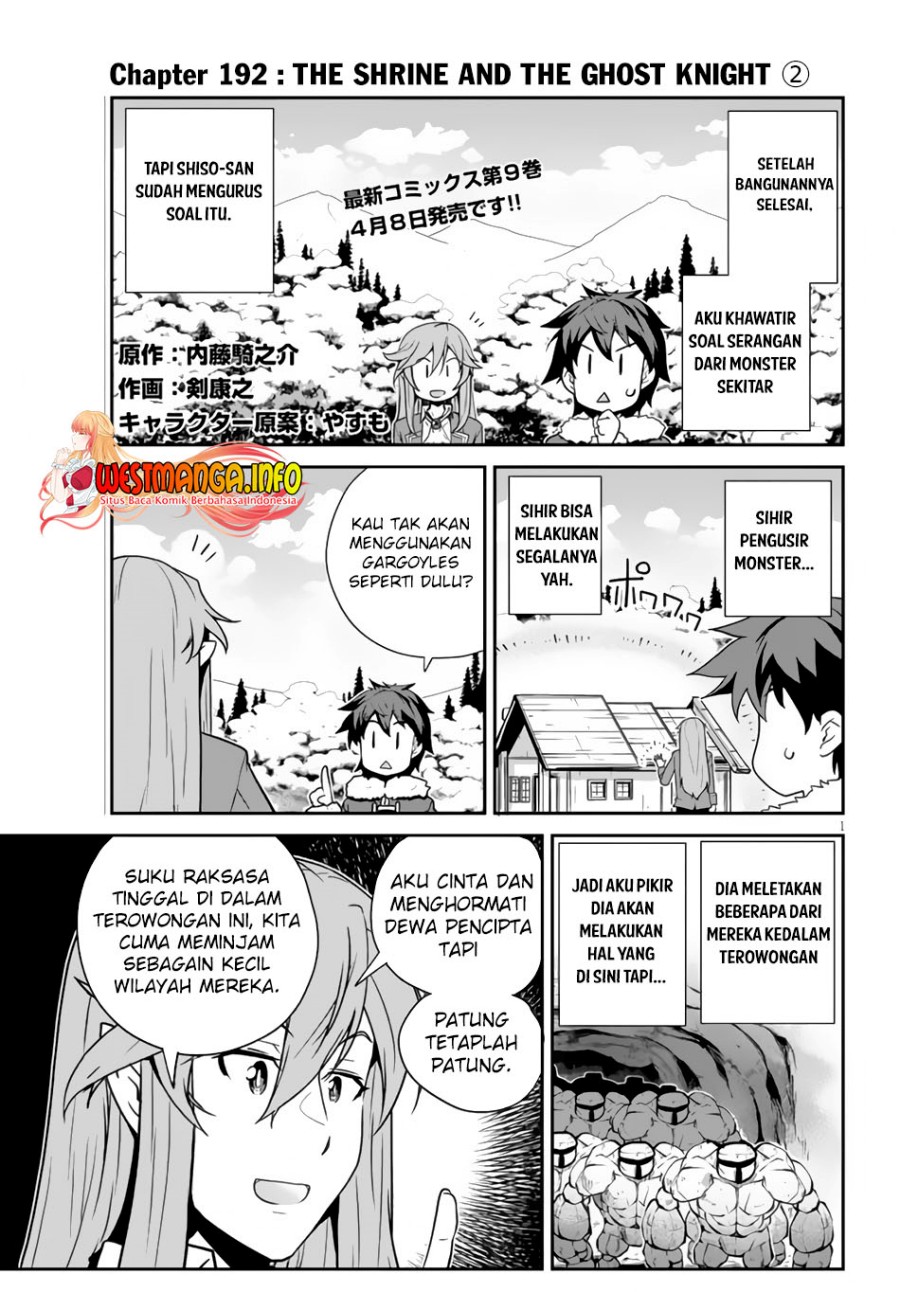 Chapter 192 : THE SHRINE AND THE GHOST KNIGHT ②
SETELAH
BANGUNANNYA
SELESAI.
AKU KHAWATIR
SOAL SERANGAN
DARI MONSTER
SEKITAR
TAPI SHISO-SAN
SUDAH MENGURUS
SOAL ITU.
最新コミックス第9巻
4月8日発売です!!
原作:内藤騎之介
作画:剣康之
キャラクター原案:やすも
WESTMANGA.INFO
Situs Baca Komik Berbahasa Indonesia
SIHIR
PENGUSIR
MONSTER...
SIHIR BISA
MELAKUKAN
SEGALANYA
YAH.
ポワワワ
KAU TAK AKAN
MENGGUNAKAN
GARGOYLES
SEPERTI DULU?
1
DIA MELETAKAN
BEBERAPA DARI
MEREKA KEDALAM
TEROWONGAN
JADI AKU PIKIR
DIA AKAN
MELAKUKAN
HAL YANG
DI SINI TAPI...
AKU CINTA DAN
MENGHORMATI
DEWA PENCIPTA
TAPI
PATUNG
TETAPLAH
PATUNG.
SUKU RAKSASA
TINGGAL DI DALAM
TEROWONGAN INI, KITA
CUMA MEMINJAM
SEBAGAIN KECIL
WILAYAH MEREKA.